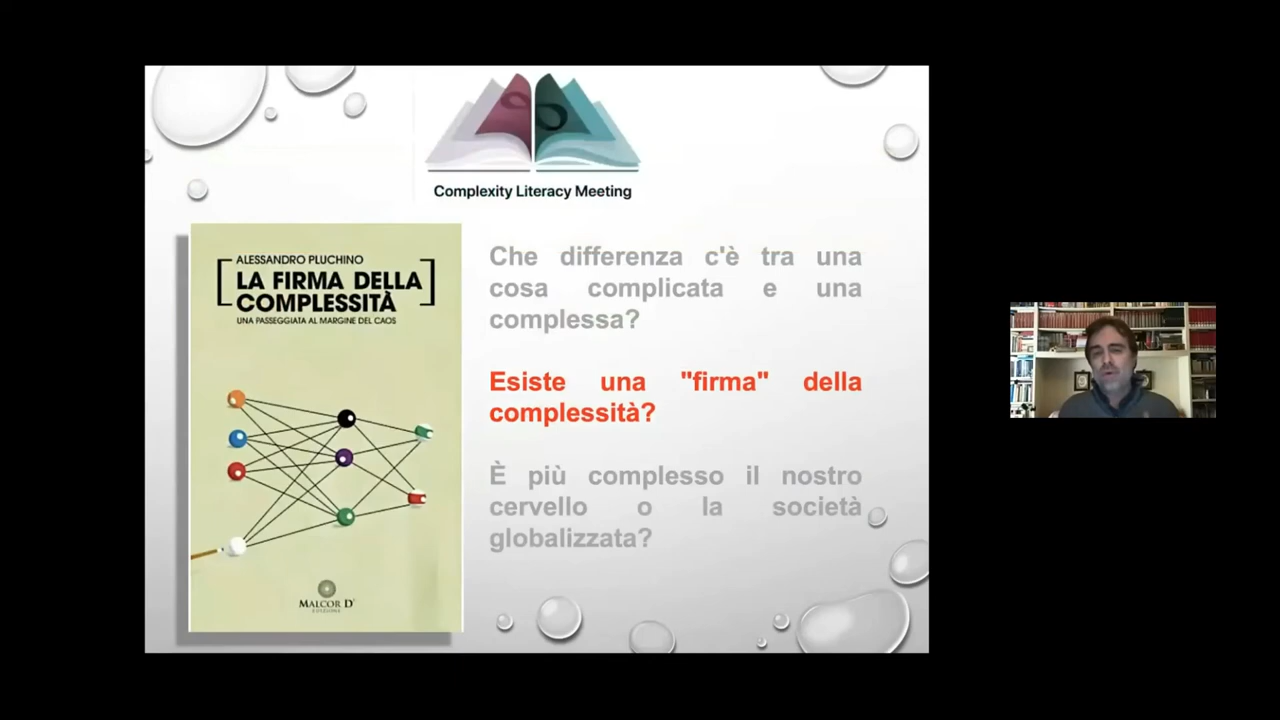 Complexity Literacy Meeting
ALESSANDRO PLUCHINO
LA FIRMA DELLA
COMPLESSITÀ
UNA PASSEGGIATA AL MARGINE DEL CAOS
MALCOR D'
EDIZIONE
Che differenza c'è tra una
cosa complicata e una
complessa?
Esiste una "firma" della
complessità?
È più complesso il nostro
cervello o la società
globalizzata?